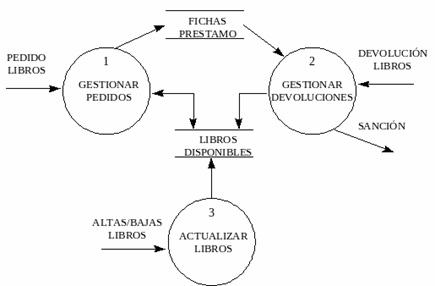 FICHAS
PRESTAMO
PEDIDO
LIBROS
1
GESTIONAR
PEDIDOS
2
GESTIONAR
DEVOLUCIONES
DEVOLUCIÓN
LIBROS
SANCIÓN
LIBROS
DISPONIBLES
ALTAS/BAJAS
LIBROS
3
ACTUALIZAR
LIBROS